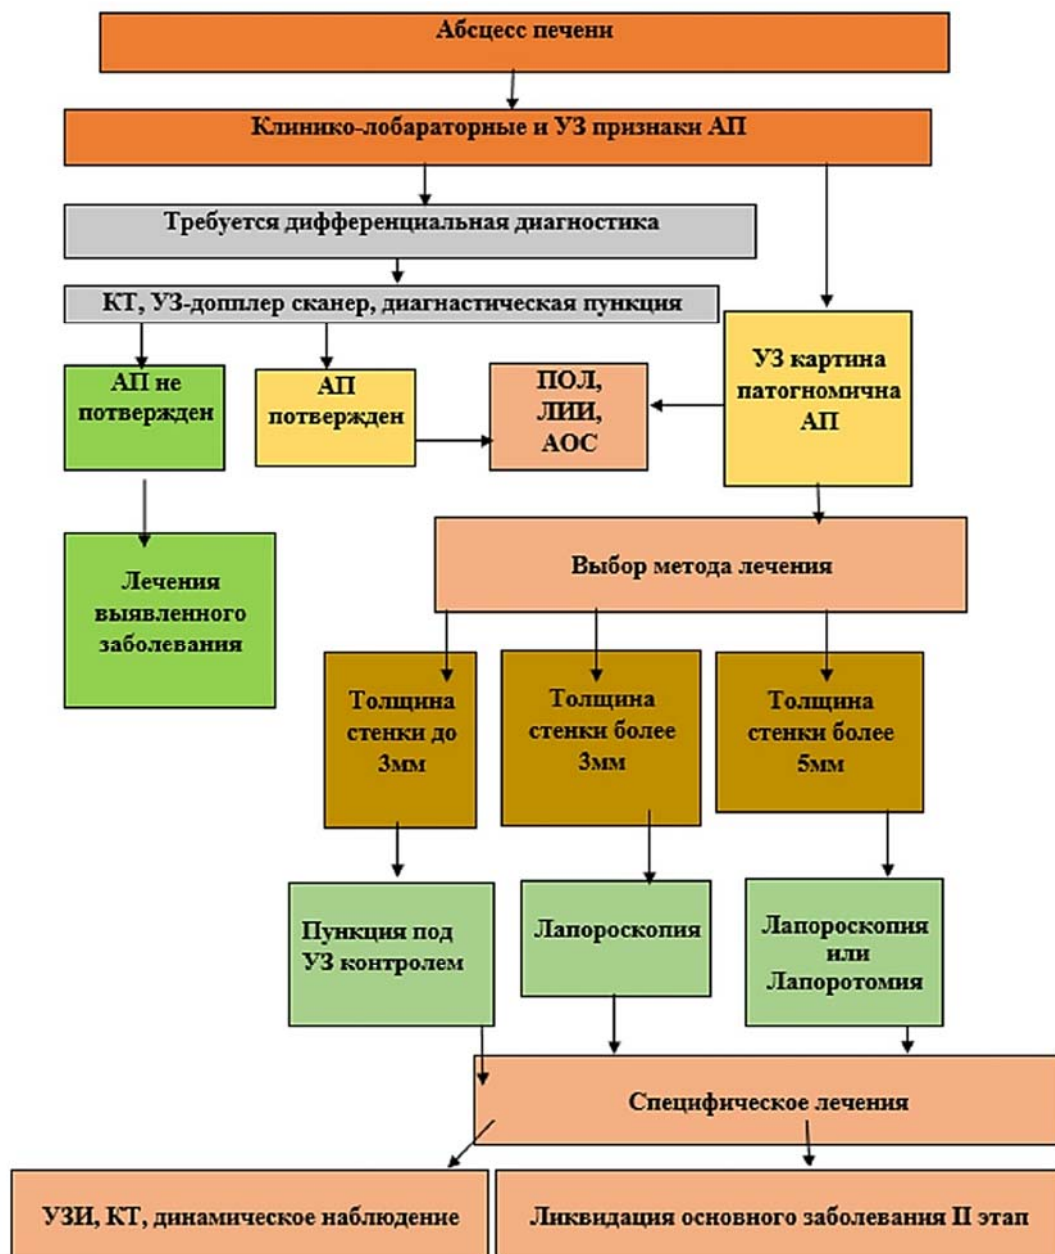 Абсцесс печени
Клинико-лобараторные и УЗ признаки АП
Требуется дифференциальная диагностика
КТ, УЗ-допплер сканер, диагнастическая пункция
АП не
потвержден
АП
потвержден
ПОЛ,
ЛИИ,
АОС
УЗ картина
патогномична
АП
Лечения
выявленного
заболевания
Выбор метода лечения
Толщина
стенки до
3мм
Толщина
стенки более
3мм
Толщина
стенки более
5мм
Пункция под
УЗ контролем
Лапороскопия
Лапороскопия
или
Лапоротомия
Специфическое лечения
УЗИ, КТ, динамическое наблюдение
Ликвидация основного заболевания II этап